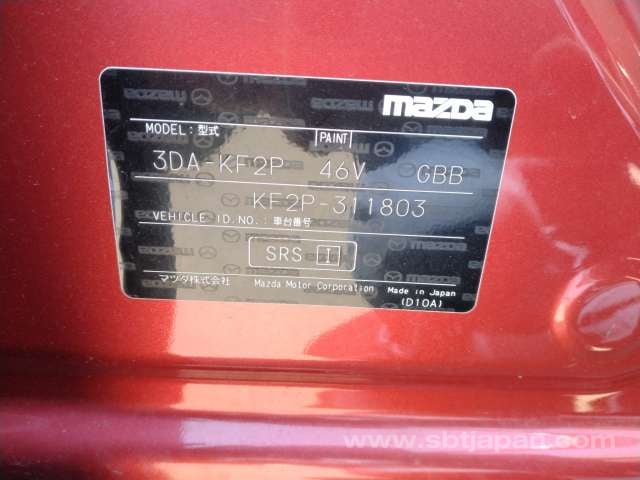 mazda
MODEL: 型式 PAINT
3DA-KF2P 46V GBB
KF2P-311803
VEHICLE ID.NO.: 車台番号
SRS I
マツダ株式会社 Mazda Motor Corporation Made in Japan
(D10A)
www.sbtjapan.com